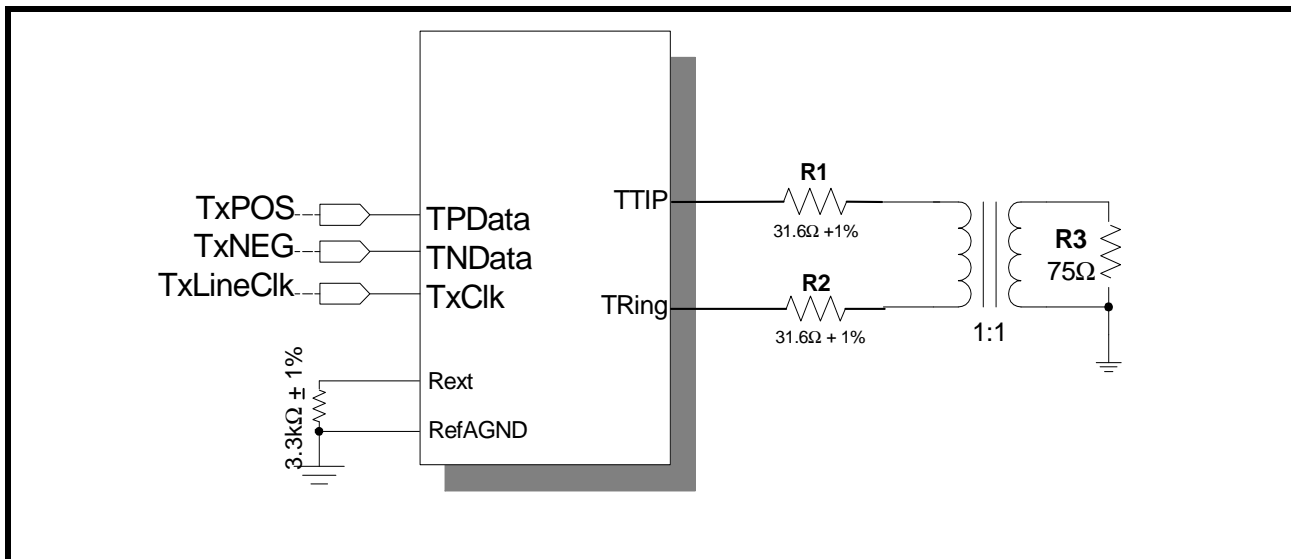 TxPOS
TxNEG
TxLineClk
TPData
TNData
TxClk
Rext
RefAGND
3.3kΩ ± 1%
TTIP
TRing
R1
31.6Ω +1%
R2
31.6Ω + 1%
1:1
R3
75Ω